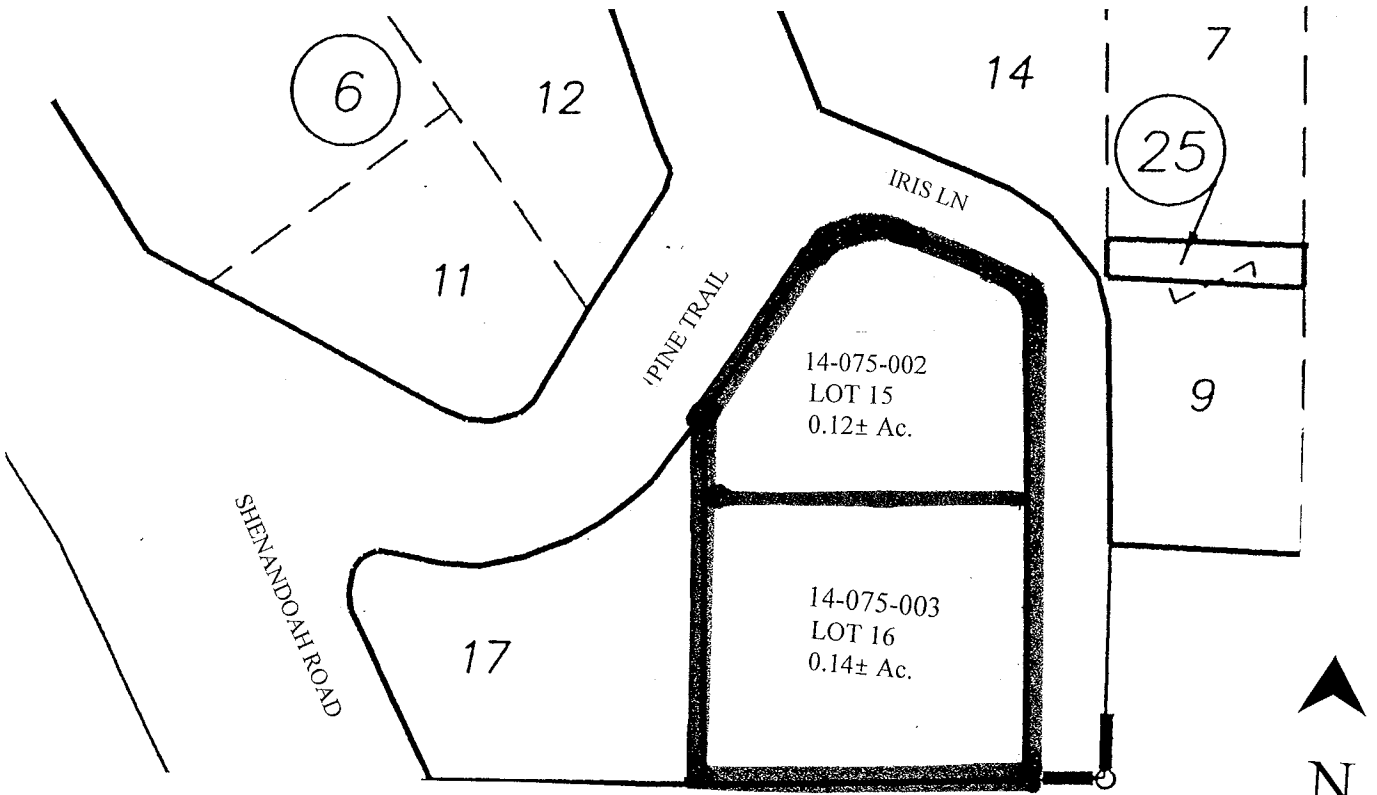 6
12
14
7
25
IRIS LN
11
PINE TRAIL
14-075-002
LOT 15
0.12± Ac.
9
SHENANDOAH ROAD
14-075-003
LOT 16
0.14± Ac.
17
N